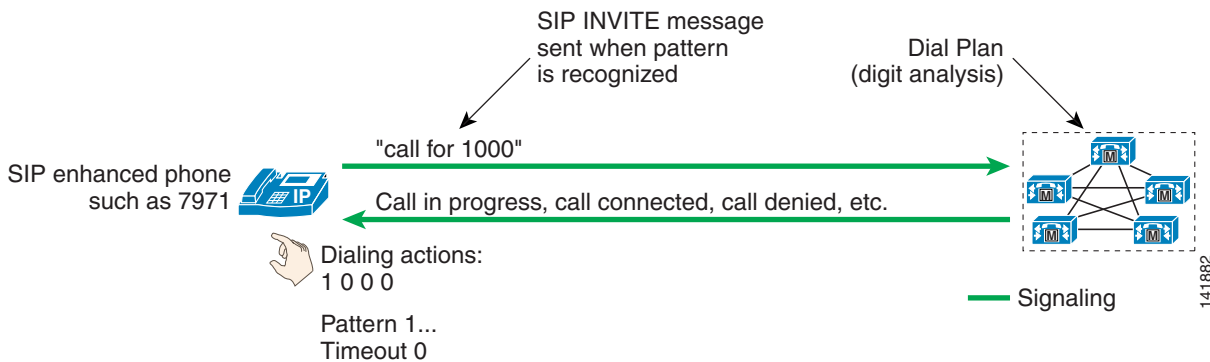 SIP INVITE message
sent when pattern
is recognized
Dial Plan
(digit analysis)
"call for 1000"
SIP enhanced phone
such as 7971
IP
Call in progress, call connected, call denied, etc.
M
M
M
M
M
Dialing actions:
1 0 0 0
Pattern 1...
Timeout 0
Signaling
141882